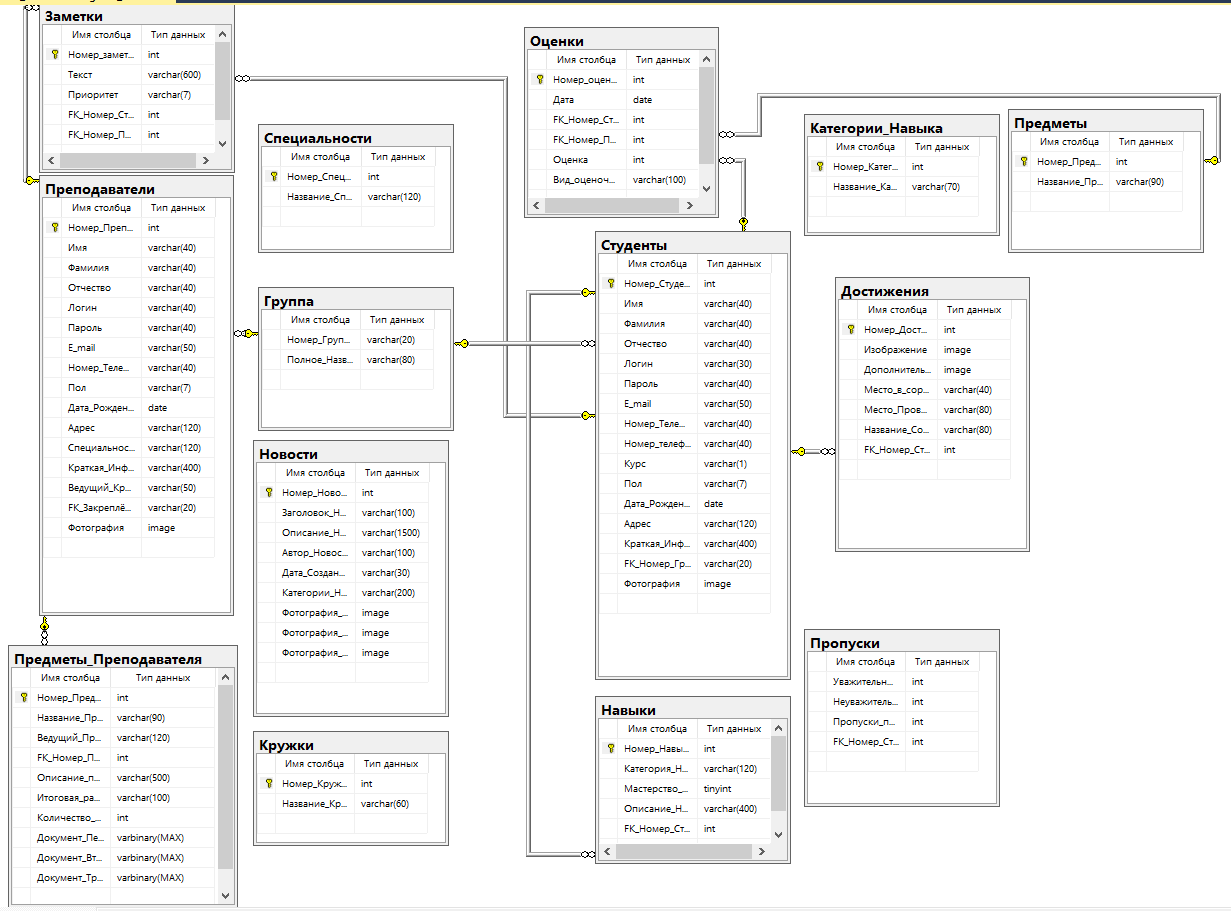 Заметки
Имя столбца Тип данных
Номер_замет... int
Текст varchar(600)
Приоритет varchar(7)
FK_Номер_Ст... int
FK_Номер_П... int
Преподаватели
Имя столбца Тип данных
Номер_Преп... int
Имя varchar(40)
Фамилия varchar(40)
Отчество varchar(40)
Логин varchar(40)
Пароль varchar(40)
E_mail varchar(50)
Номер_Теле... varchar(40)
Пол varchar(7)
Дата_Рожден... date
Адрес varchar(120)
Специальнос... varchar(120)
Краткая_Инф... varchar(400)
Ведущий_Кр... varchar(50)
FK_Закреплё... varchar(20)
Фотография image
Предметы_Преподавателя
Имя столбца Тип данных
Номер_Пред... int
Название_Пр... varchar(90)
Ведущий_Пр... varchar(120)
FK_Номер_П... int
Описание_п... varchar(500)
Итоговая_ра... varchar(100)
Количество_... int
Документ_Пе... varbinary(MAX)
Документ_Вт... varbinary(MAX)
Документ_Тр... varbinary(MAX)
Специальности
Имя столбца Тип данных
Номер_Спец... int
Название_Сп... varchar(120)
Группа
Имя столбца Тип данных
Номер_Груп... varchar(20)
Полное_Назв... varchar(80)
Новости
Имя столбца Тип данных
Номер_Ново... int
Заголовок_Н... varchar(100)
Описание_Н... varchar(1500)
Автор_Новос... varchar(100)
Дата_Создан... varchar(30)
Категории_Н... varchar(200)
Фотография_... image
Фотография_... image
Фотография_... image
Кружки
Имя столбца Тип данных
Номер_Круж... int
Название_Кр... varchar(60)
Оценки
Имя столбца Тип данных
Номер_оцен... int
Дата date
FK_Номер_Ст... int
FK_Номер_П... int
Оценка int
Вид_оценоч... varchar(100)
Студенты
Имя столбца Тип данных
Номер_Студе... int
Имя varchar(40)
Фамилия varchar(40)
Отчество varchar(40)
Логин varchar(30)
Пароль varchar(40)
E_mail varchar(50)
Номер_Теле... varchar(40)
Номер_телеф... varchar(40)
Курс varchar(1)
Пол varchar(7)
Дата_Рожден... date
Адрес varchar(120)
Краткая_Инф... varchar(400)
FK_Номер_Гр... varchar(20)
Фотография image
Навыки
Имя столбца Тип данных
Номер_Навы... int
Категория_Н... varchar(120)
Мастерство_... tinyint
Описание_Н... varchar(400)
FK_Номер_Ст... int
Категории_Навыка
Имя столбца Тип данных
Номер_Катег... int
Название_Ка... varchar(70)
Предметы
Имя столбца Тип данных
Номер_Пред... int
Название_Пр... varchar(90)
Достижения
Имя столбца Тип данных
Номер_Дост... int
Изображение image
Дополнитель... image
Место_в_сор... varchar(40)
Место_Пров... varchar(80)
Название_Со... varchar(80)
FK_Номер_Ст... int
Пропуски
Имя столбца Тип данных
Уважительн... int
Неуважитель... int
Пропуски_п... int
FK_Номер_Ст... int